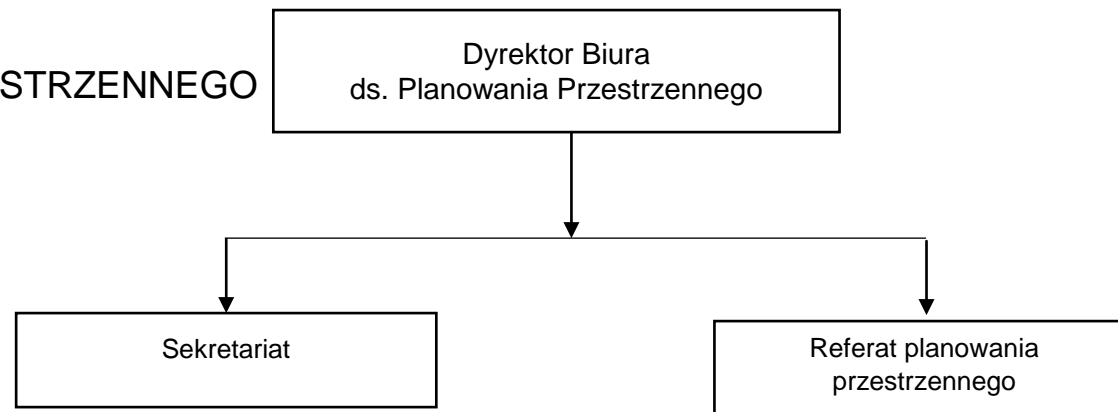 STRZENNEGO
Dyrektor Biura
ds. Planowania Przestrzennego
Sekretariat
Referat planowania
przestrzennego